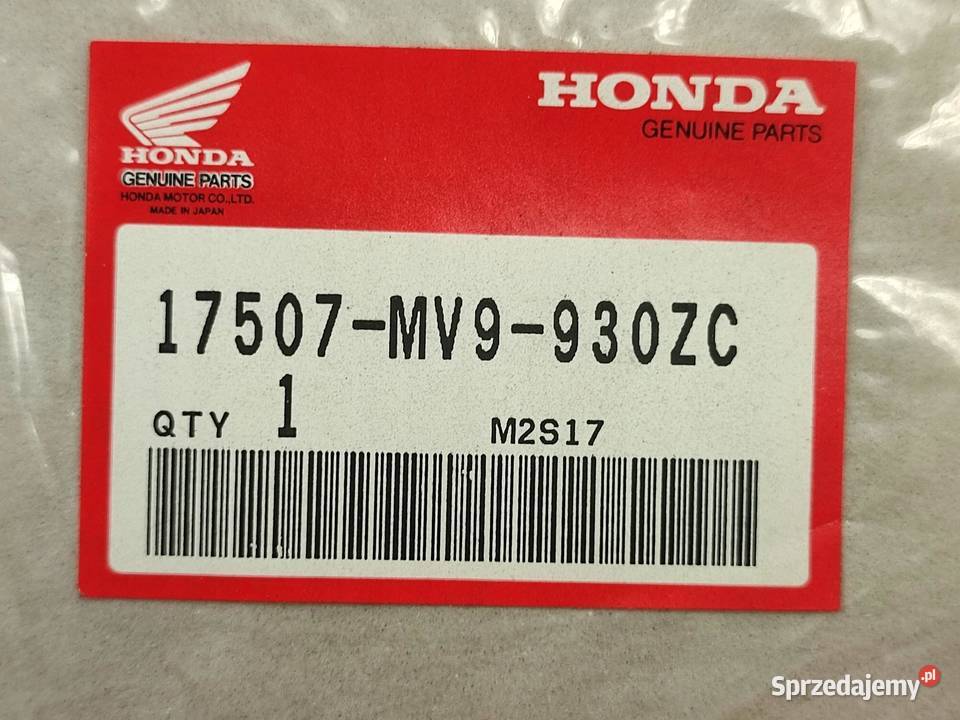 HONDA
GENUINE PARTS
HONDA MOTOR CO.,LTD.
MADE IN JAPAN
HONDA
GENUINE PARTS
17507-MV9-930ZC
QTY 1 M2S17
Sprzedajemy.pl